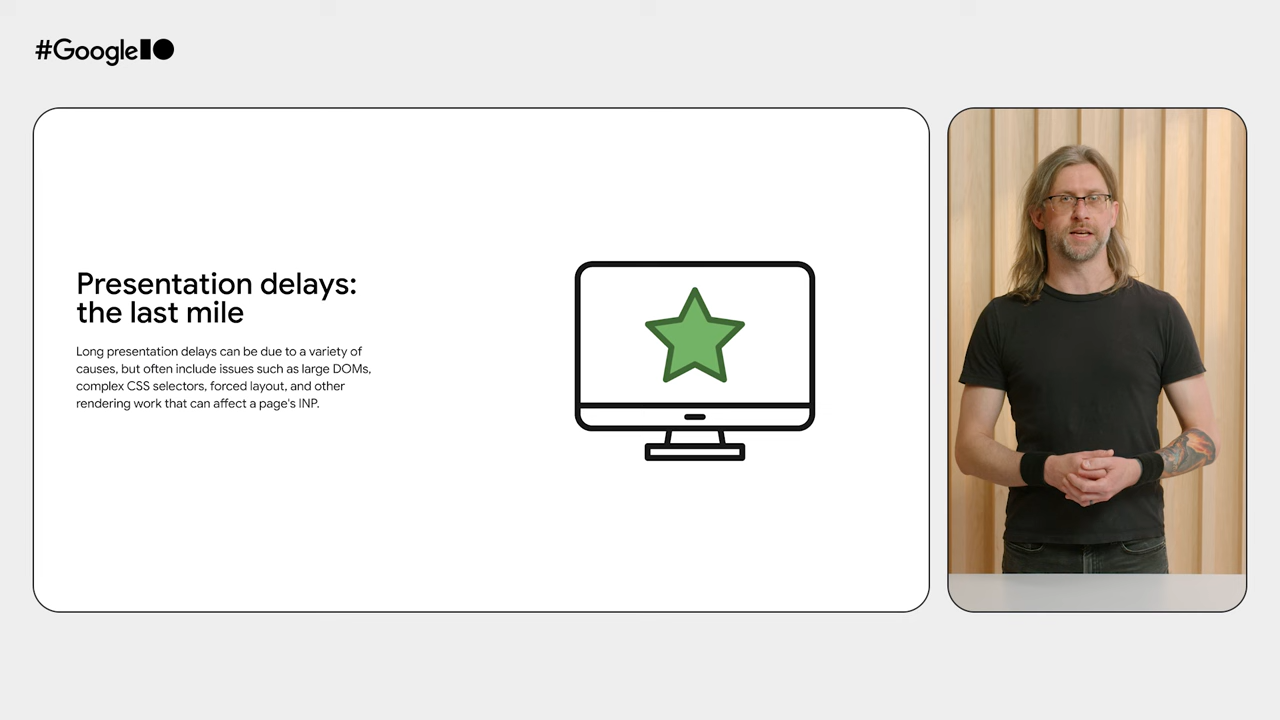 #GoogleIO
Presentation delays:
the last mile
Long presentation delays can be due to a variety of
causes, but often include issues such as large DOMs,
complex CSS selectors, forced layout, and other
rendering work that can affect a page's INP.